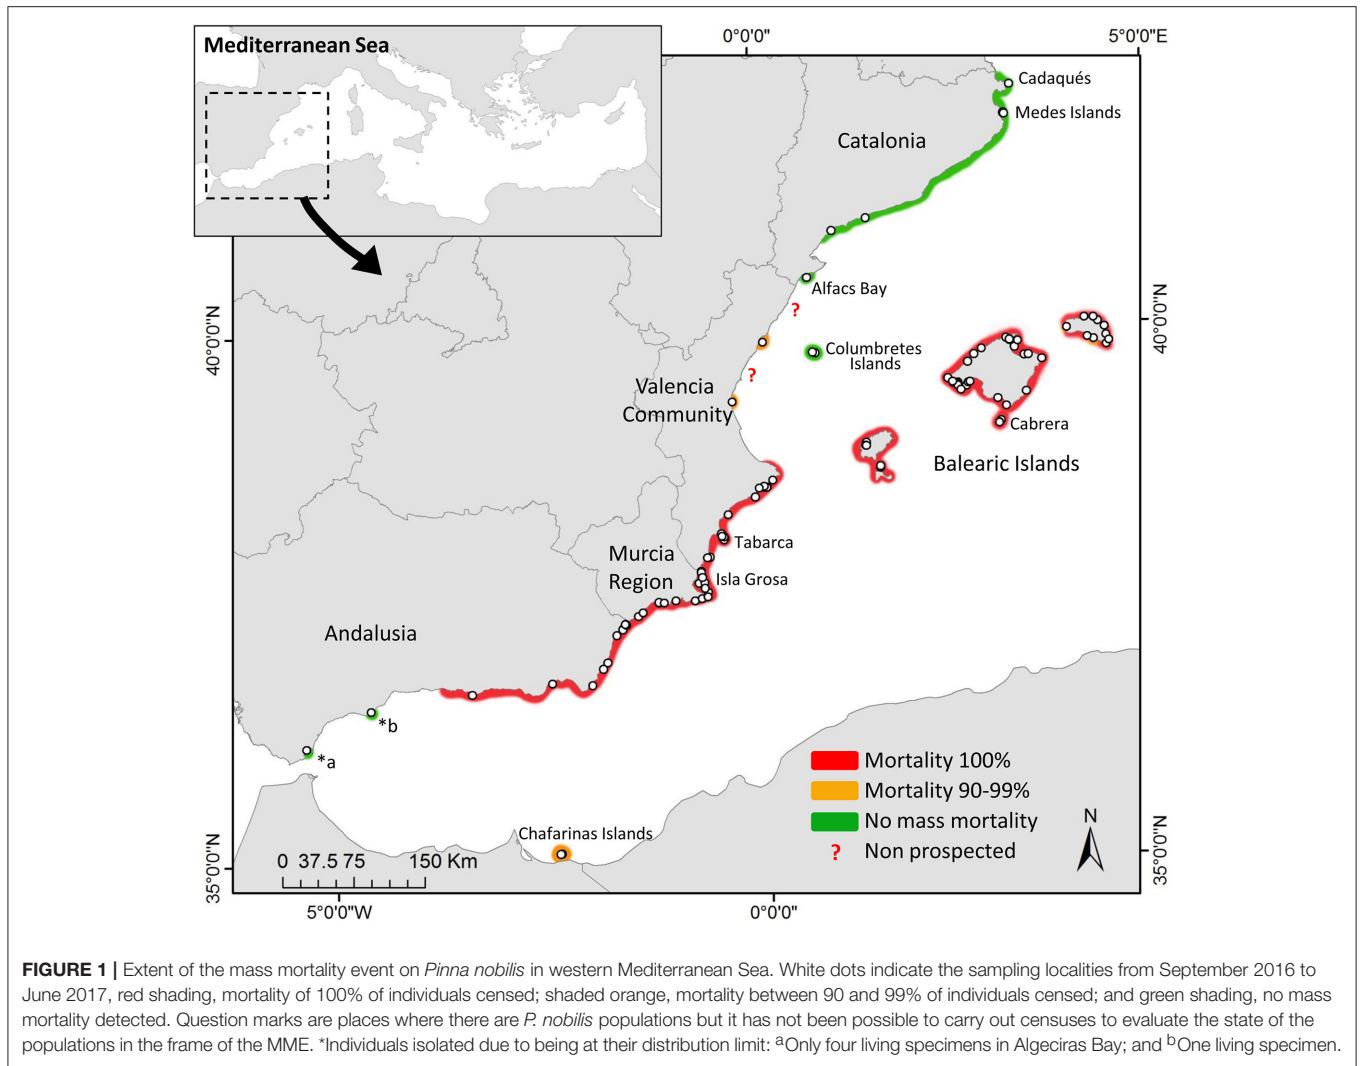 Mediterranean Sea
0°0'0"
5°0'0"E
Cadaqués
Medes Islands
Catalonia
Alfacs Bay
?
40°0'0"N
40°0'0"N
Columbretes
Islands
?
Valencia
Community
Cabrera
Balearic Islands
Tabarca
Murcia
Region
Isla Grosa
Andalusia
*b
*a
Mortality 100%
Mortality 90-99%
No mass mortality
? Non prospected
N
Chafarinas Islands
0 37.5 75 150 Km
35°0'0"N
35°0'0"N
5°0'0"W
0°0'0"
FIGURE 1 | Extent of the mass mortality event on Pinna nobilis in western Mediterranean Sea. White dots indicate the sampling localities from September 2016 to
June 2017, red shading, mortality of 100% of individuals censed; shaded orange, mortality between 90 and 99% of individuals censed; and green shading, no mass
mortality detected. Question marks are places where there are P. nobilis populations but it has not been possible to carry out censuses to evaluate the state of the
populations in the frame of the MME. *Individuals isolated due to being at their distribution limit: aOnly four living specimens in Algeciras Bay; and bOne living specimen.